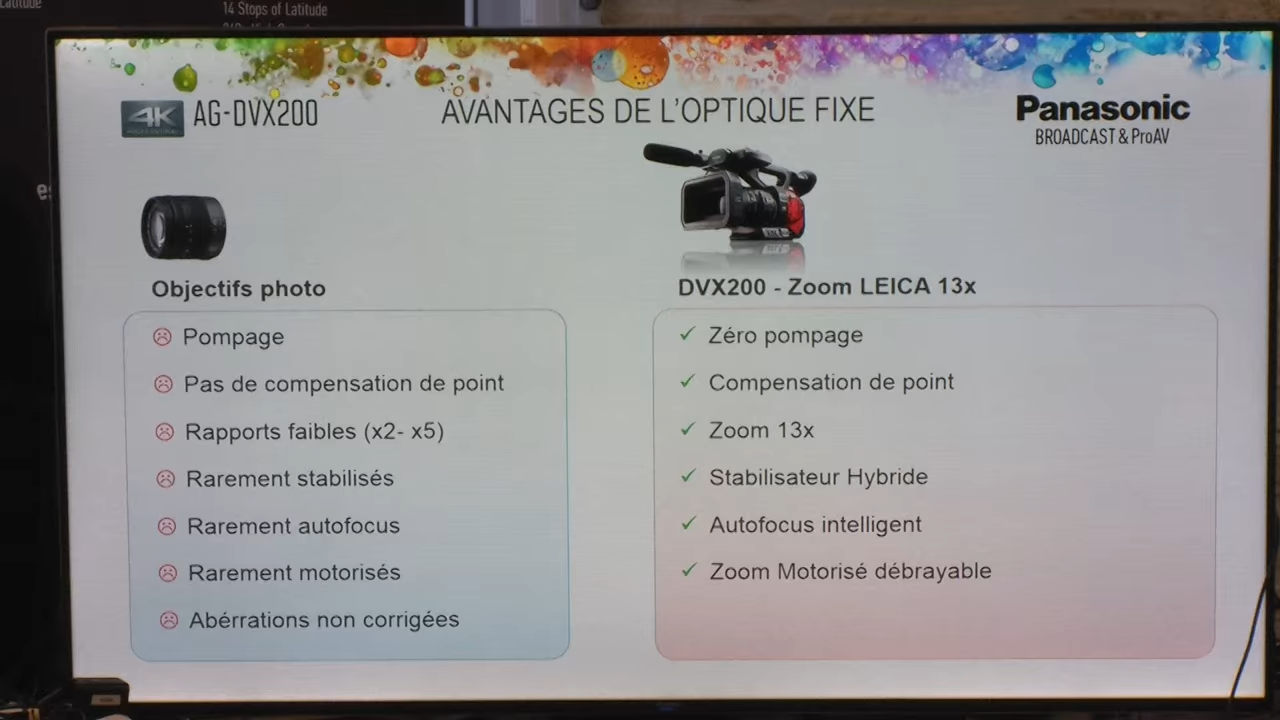 14 Stops of Latitude
4K
AG-DVX200
AVANTAGES DE L'OPTIQUE FIXE
Panasonic
BROADCAST & ProAV
Objectifs photo
Pompage
Pas de compensation de point
Rapports faibles (x2- x5)
Rarement stabilisés
Rarement autofocus
Rarement motorisés
Abérrations non corrigées
DVX200 - Zoom LEICA 13x
Zéro pompage
Compensation de point
Zoom 13x
Stabilisateur Hybride
Autofocus intelligent
Zoom Motorisé débrayable